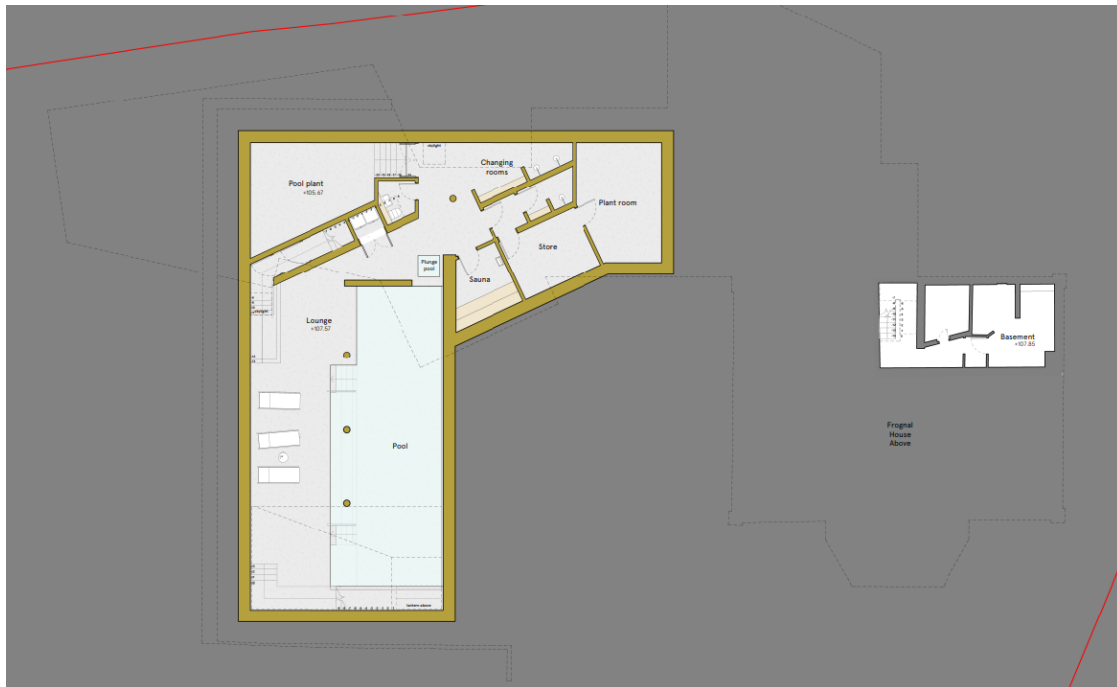 skylight
Changing
rooms
Pool plant
+105.67
Plant room
Store
Plunge
pool
Sauna
skylight
Lounge
+107.57
Basement
+107.85
Frognal
House
Above
Pool
lantern above